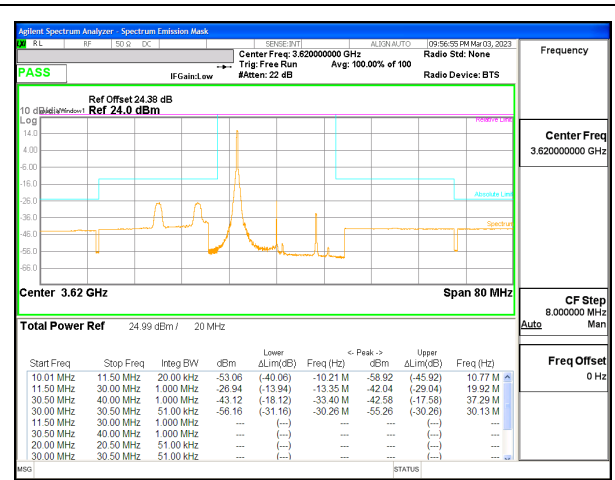 Agilent Spectrum Analyzer - Spectrum Emission Mask
RL RF 50 Ω DC SENSE:INT ALIGN AUTO 09:56:55 PM Mar 03, 2023
Center Freq: 3.620000000 GHz Radio Std: None
Trig: Free Run Avg: 100.00% of 100
PASS IFGain:Low #Atten: 22 dB Radio Device: BTS
Ref Offset 24.38 dB
10 dB/div Ref 24.0 dBm
Log
Relative Limit
14.0
4.00
-6.00
-16.0
Absolute Limit
-26.0
-36.0
Spectrum
-46.0
-56.0
-66.0
Center 3.62 GHz Span 80 MHz
Total Power Ref 24.99 dBm / 20 MHz
Lower <- Peak -> Upper
Start Freq Stop Freq Integ BW dBm ΔLim(dB) Freq (Hz) dBm ΔLim(dB) Freq (Hz)
10.01 MHz 11.50 MHz 20.00 kHz -53.06 (-40.06) -10.21 M -58.92 (-45.92) 10.77 M
11.50 MHz 30.00 MHz 1.000 MHz -26.94 (-13.94) -13.35 M -42.04 (-29.04) 19.92 M
30.50 MHz 40.00 MHz 1.000 MHz -43.12 (-18.12) -33.40 M -42.58 (-17.58) 37.29 M
30.00 MHz 30.50 MHz 51.00 kHz -56.16 (-31.16) -30.26 M -55.26 (-30.26) 30.13 M
11.50 MHz 30.00 MHz 1.000 MHz --- (---) --- --- (---) ---
30.50 MHz 40.00 MHz 1.000 MHz --- (---) --- --- (---) ---
20.00 MHz 20.50 MHz 51.00 kHz --- (---) --- --- (---) ---
30.00 MHz 30.50 MHz 51.00 kHz --- (---) --- --- (---) ---
MSG STATUS
Frequency
Center Freq
3.620000000 GHz
CF Step
8.000000 MHz
Auto Man
Freq Offset
0 Hz